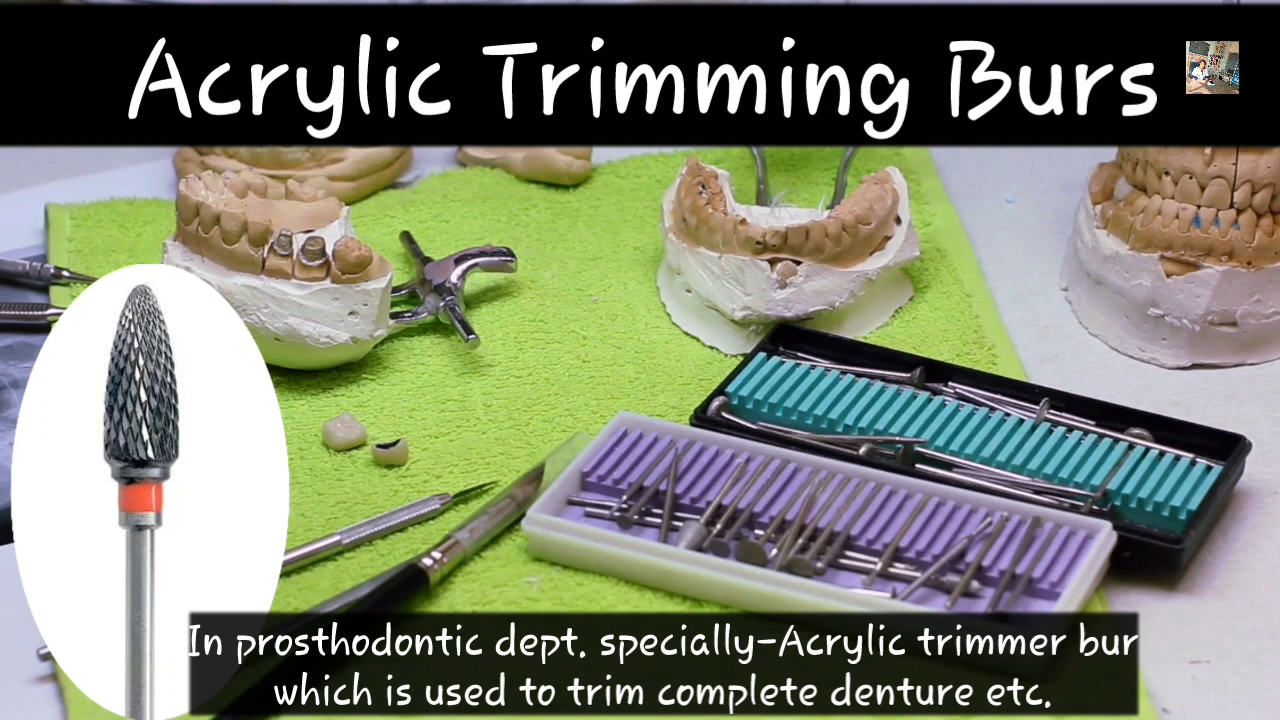 Acrylic Trimming Burs
In prosthodontic dept. specially-Acrylic trimmer bur
which is used to trim complete denture etc.